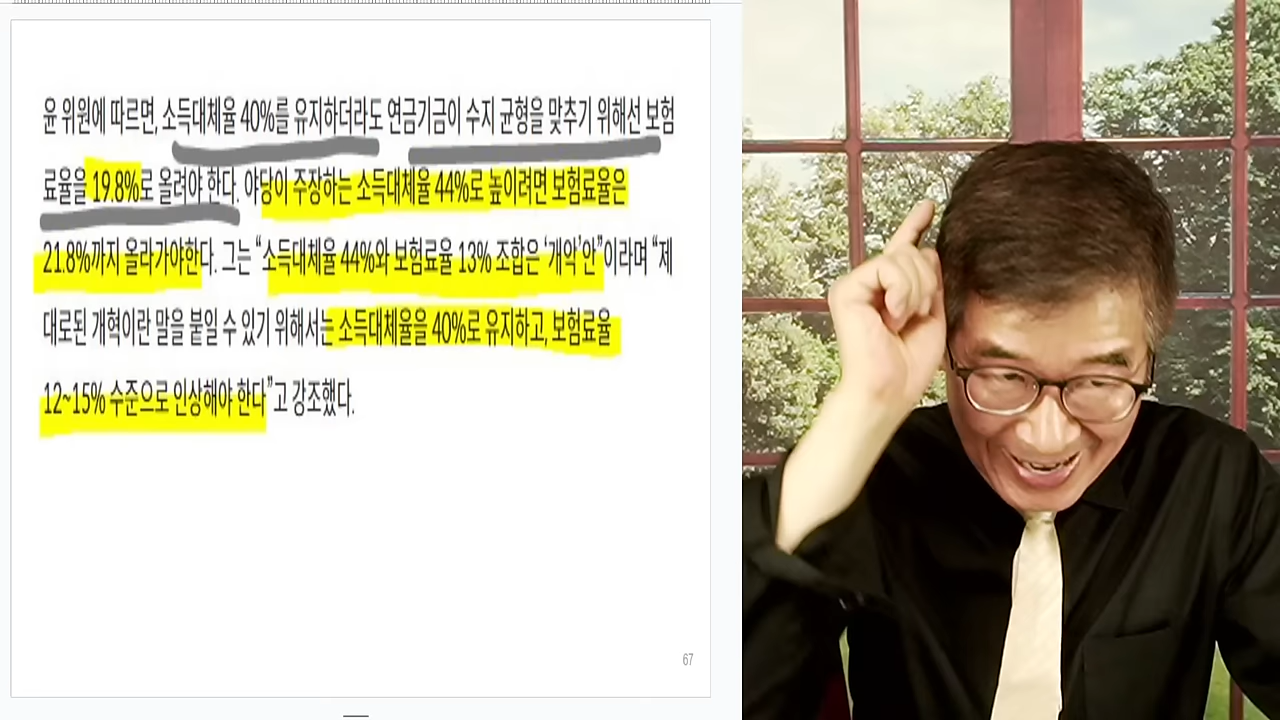 윤 위원에 따르면, 소득대체율 40%를 유지하더라도 연금기금이 수지 균형을 맞추기 위해선 보험
료율을 19.8%로 올려야 한다. 야당이 주장하는 소득대체율 44%로 높이려면 보험료율은
21.8%까지 올라가야한다. 그는 “소득대체율 44%와 보험료율 13% 조합은 ‘개악’안”이라며 “제
대로된 개혁이란 말을 붙일 수 있기 위해서는 소득대체율을 40%로 유지하고, 보험료율
12~15% 수준으로 인상해야 한다”고 강조했다.
67